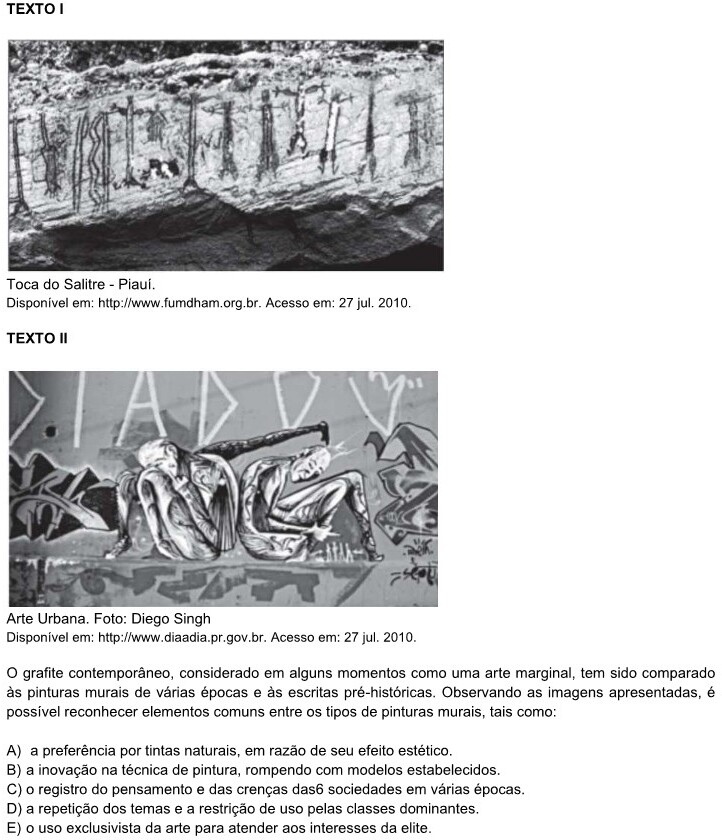 TEXTO I
Toca do Salitre - Piauí.
Disponível em: http://www.fumdham.org.br. Acesso em: 27 jul. 2010.
TEXTO II
Arte Urbana. Foto: Diego Singh
Disponível em: http://www.diaadia.pr.gov.br. Acesso em: 27 jul. 2010.
O grafite contemporâneo, considerado em alguns momentos como uma arte marginal, tem sido comparado
às pinturas murais de várias épocas e às escritas pré-históricas. Observando as imagens apresentadas, é
possível reconhecer elementos comuns entre os tipos de pinturas murais, tais como:
A) a preferência por tintas naturais, em razão de seu efeito estético.
B) a inovação na técnica de pintura, rompendo com modelos estabelecidos.
C) o registro do pensamento e das crenças das6 sociedades em várias épocas.
D) a repetição dos temas e a restrição de uso pelas classes dominantes.
E) o uso exclusivista da arte para atender aos interesses da elite.